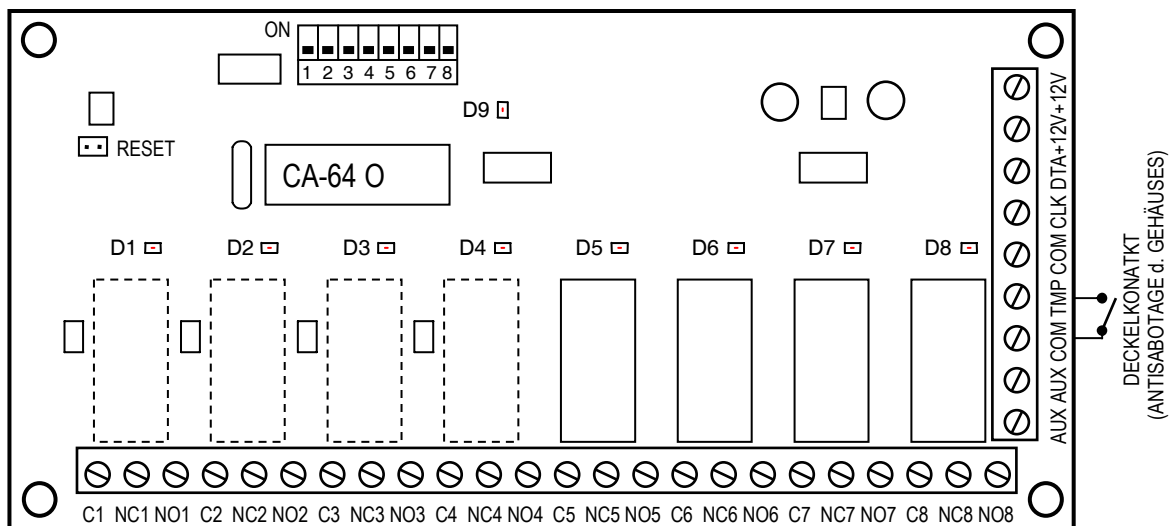 ON
1 2 3 4 5 6 7 8
D9
RESET
CA-64 O
D1 D2 D3 D4 D5 D6 D7 D8
AUX AUX COM TMP COM CLK DTA+12V+12V
DECKELKONATKT
(ANTISABOTAGE d. GEHÄUSES)
C1 NC1 NO1 C2 NC2 NO2 C3 NC3 NO3 C4 NC4 NO4 C5 NC5 NO5 C6 NC6 NO6 C7 NC7 NO7 C8 NC8 NO8